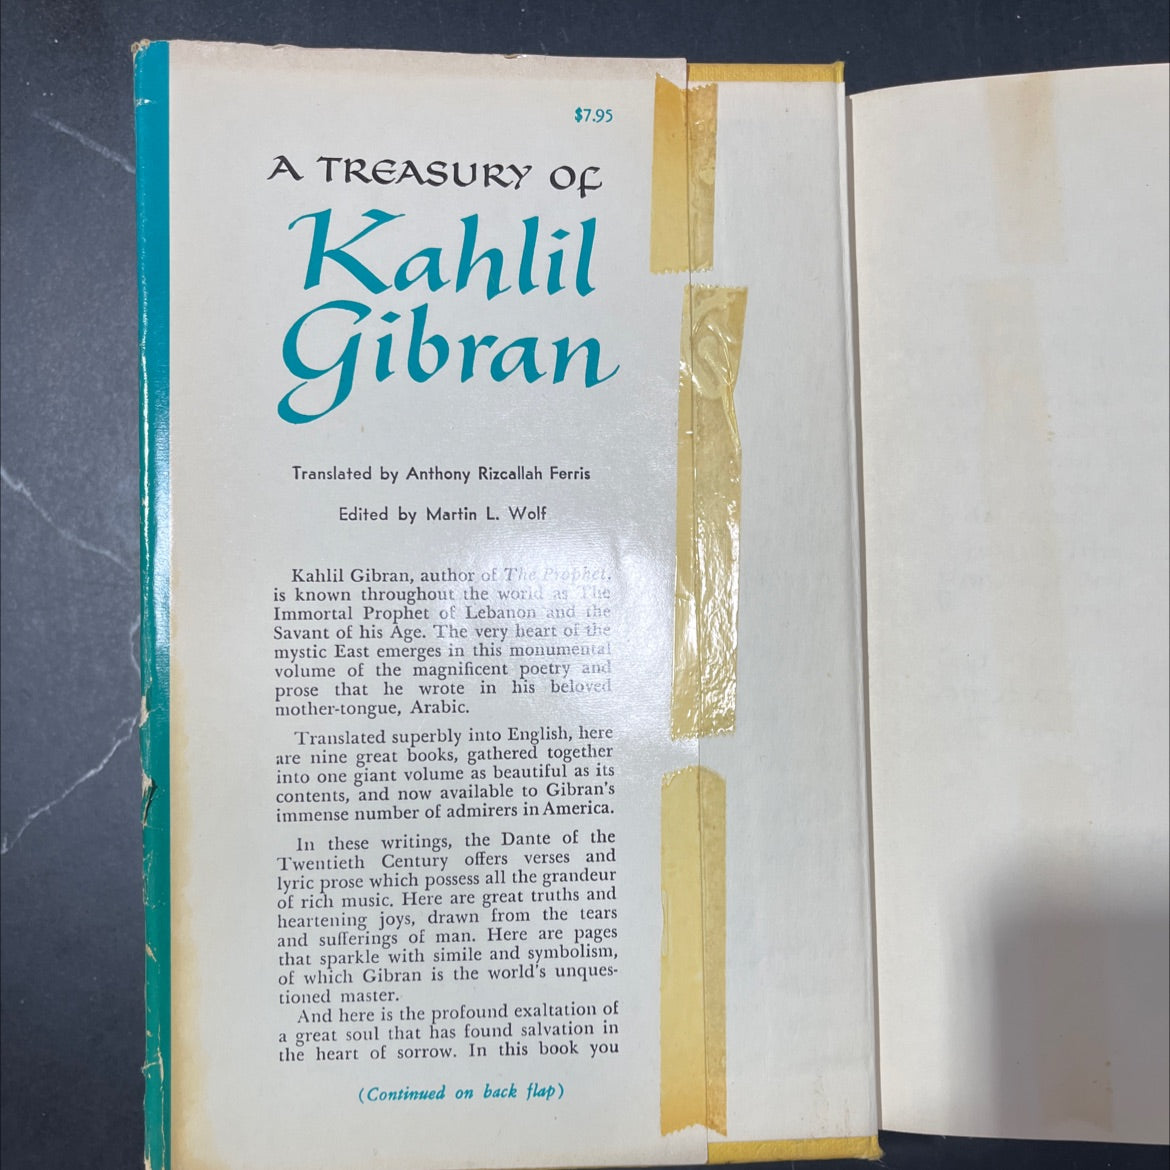 $7.95
A TREASURY OF
Kahlil
Gibran
Translated by Anthony Rizcallah Ferris
Edited by Martin L. Wolf
Kahlil Gibran, author of The Prophet,
is known throughout the world as The
Immortal Prophet of Lebanon and the
Savant of his Age. The very heart of the
mystic East emerges in this monumental
volume of the magnificent poetry and
prose that he wrote in his beloved
mother-tongue, Arabic.
Translated superbly into English, here
are nine great books, gathered together
into one giant volume as beautiful as its
contents, and now available to Gibran's
immense number of admirers in America.
In these writings, the Dante of the
Twentieth Century offers verses and
lyric prose which possess all the grandeur
of rich music. Here are great truths and
heartening joys, drawn from the tears
and sufferings of man. Here are pages
that sparkle with simile and symbolism,
of which Gibran is the world's unques-
tioned master.
And here is the profound exaltation of
a great soul that has found salvation in
the heart of sorrow. In this book you
(Continued on back flap)